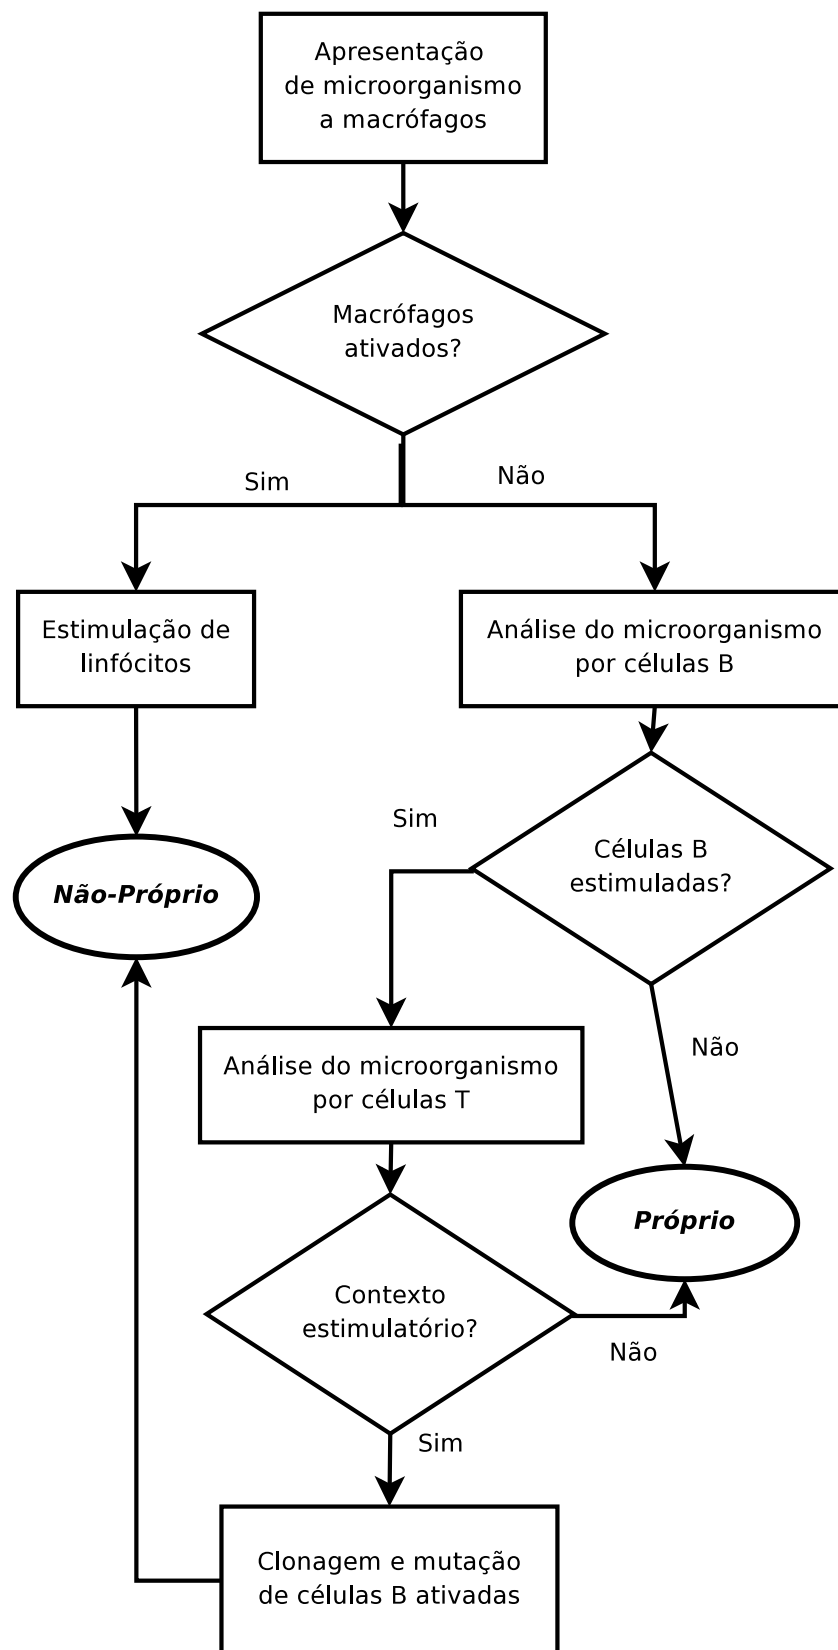 Apresentação
de microorganismo
a macrófagos
Macrófagos
ativados?
Sim
Não
Estimulação de
linfócitos
Análise do microorganismo
por células B
Sim
Células B
estimuladas?
Não-Próprio
Não
Análise do microorganismo
por células T
Próprio
Contexto
estimulatório?
Não
Sim
Clonagem e mutação
de células B ativadas